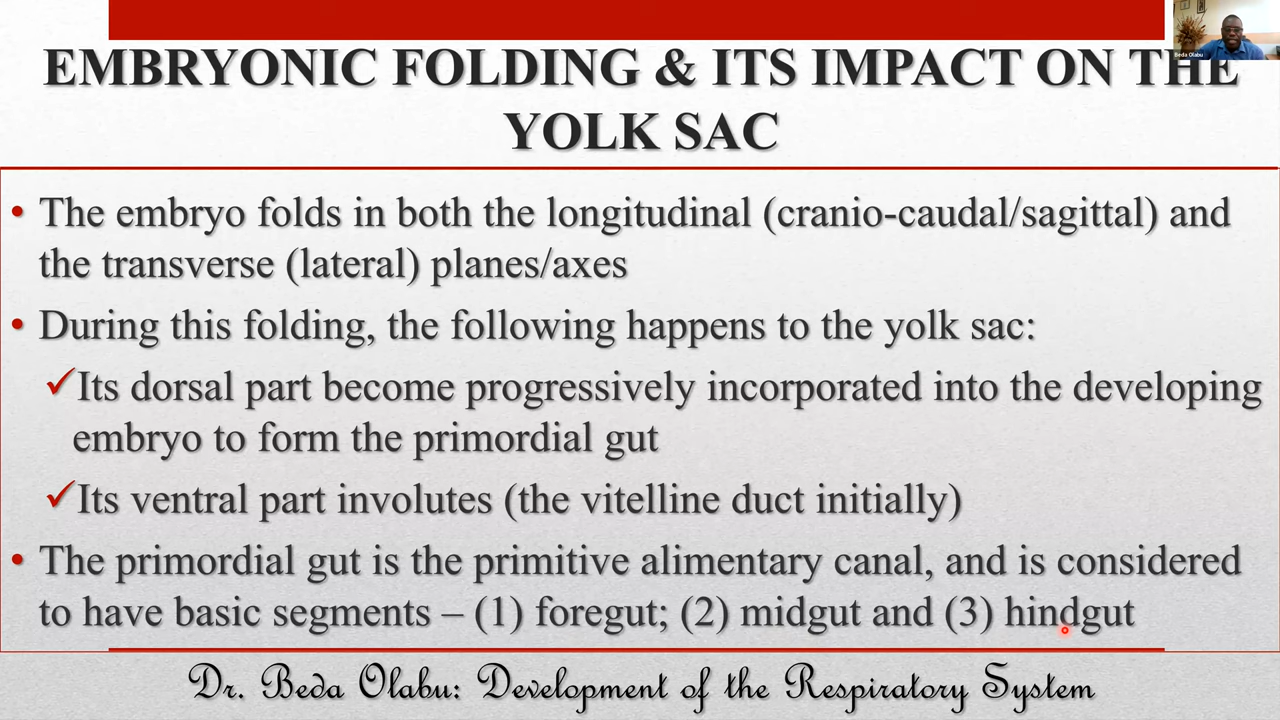 Beda Olabu
EMBRYONIC FOLDING & ITS IMPACT ON THE
YOLK SAC
• The embryo folds in both the longitudinal (cranio-caudal/sagittal) and
the transverse (lateral) planes/axes
• During this folding, the following happens to the yolk sac:
✓Its dorsal part become progressively incorporated into the developing
embryo to form the primordial gut
✓Its ventral part involutes (the vitelline duct initially)
• The primordial gut is the primitive alimentary canal, and is considered
to have basic segments – (1) foregut; (2) midgut and (3) hindgut
Dr. Beda Olabu: Development of the Respiratory System